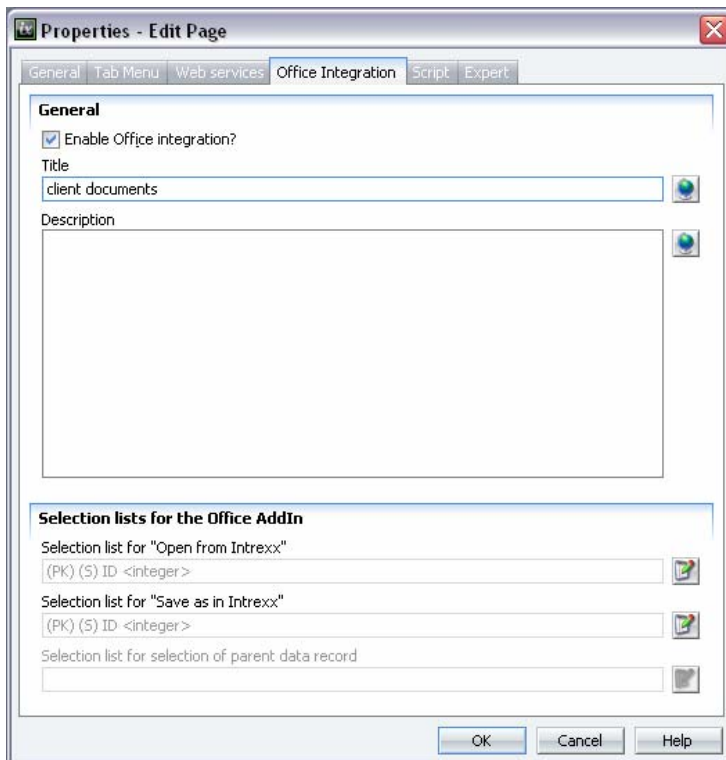 ix Properties - Edit Page
General Tab Menu Web services Office Integration Script Expert
General
Enable Office integration?
Title
client documents
Description
Selection lists for the Office AddIn
Selection list for "Open from Intrexx"
(PK) (S) ID <integer>
Selection list for "Save as in Intrexx"
(PK) (S) ID <integer>
Selection list for selection of parent data record
OK Cancel Help